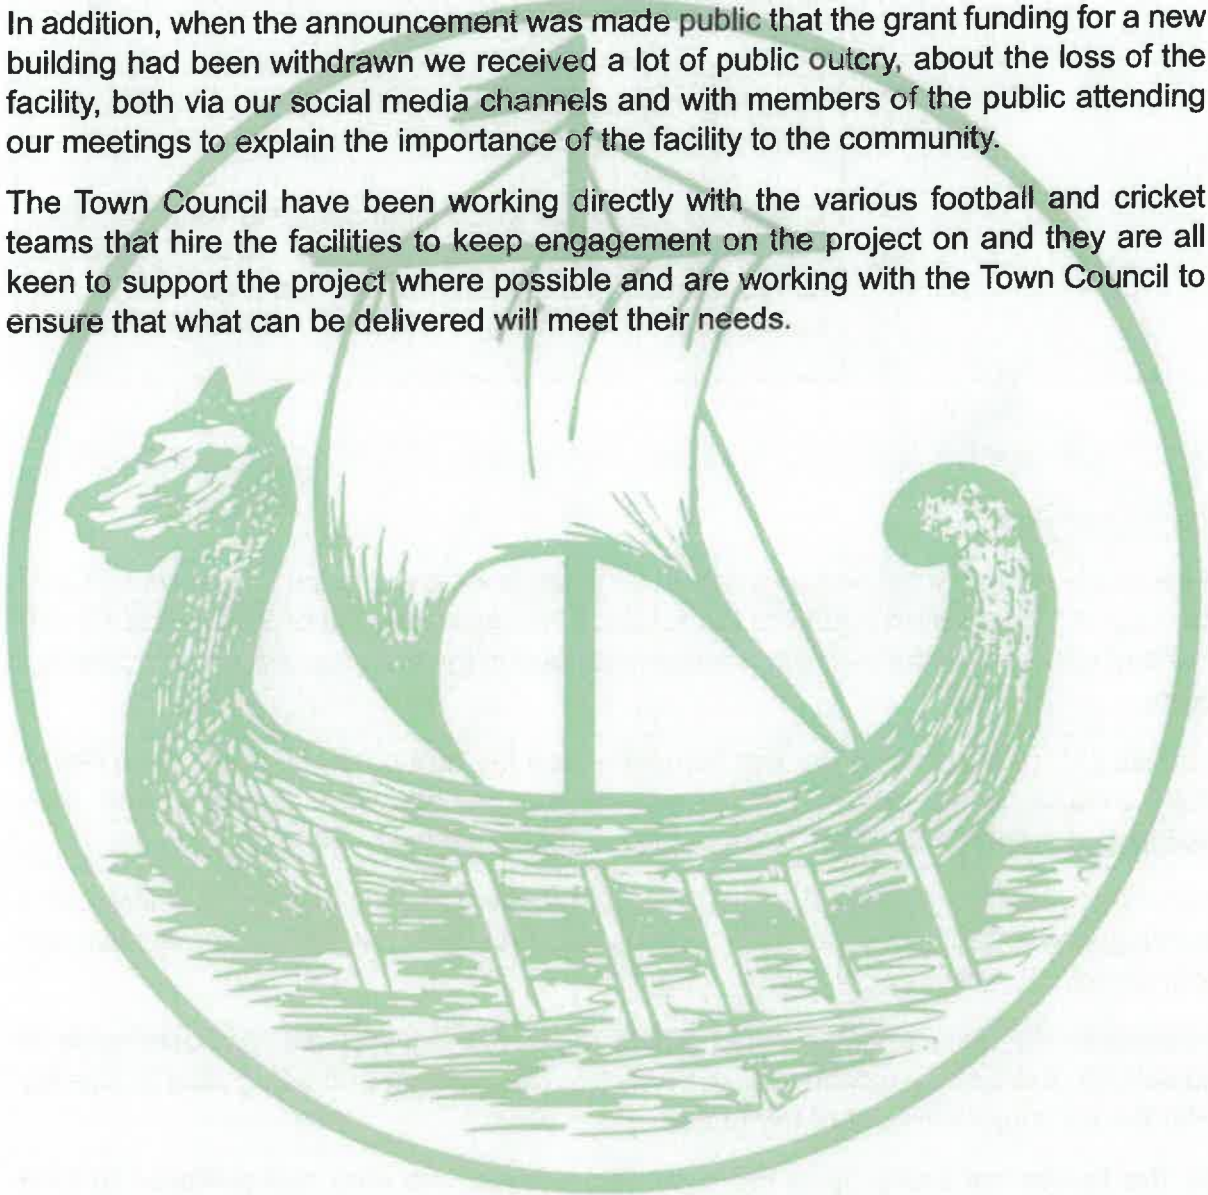 In addition, when the announcement was made public that the grant funding for a new
building had been withdrawn we received a lot of public outcry, about the loss of the
facility, both via our social media channels and with members of the public attending
our meetings to explain the importance of the facility to the community.
The Town Council have been working directly with the various football and cricket
teams that hire the facilities to keep engagement on the project on and they are all
keen to support the project where possible and are working with the Town Council to
ensure that what can be delivered will meet their needs.